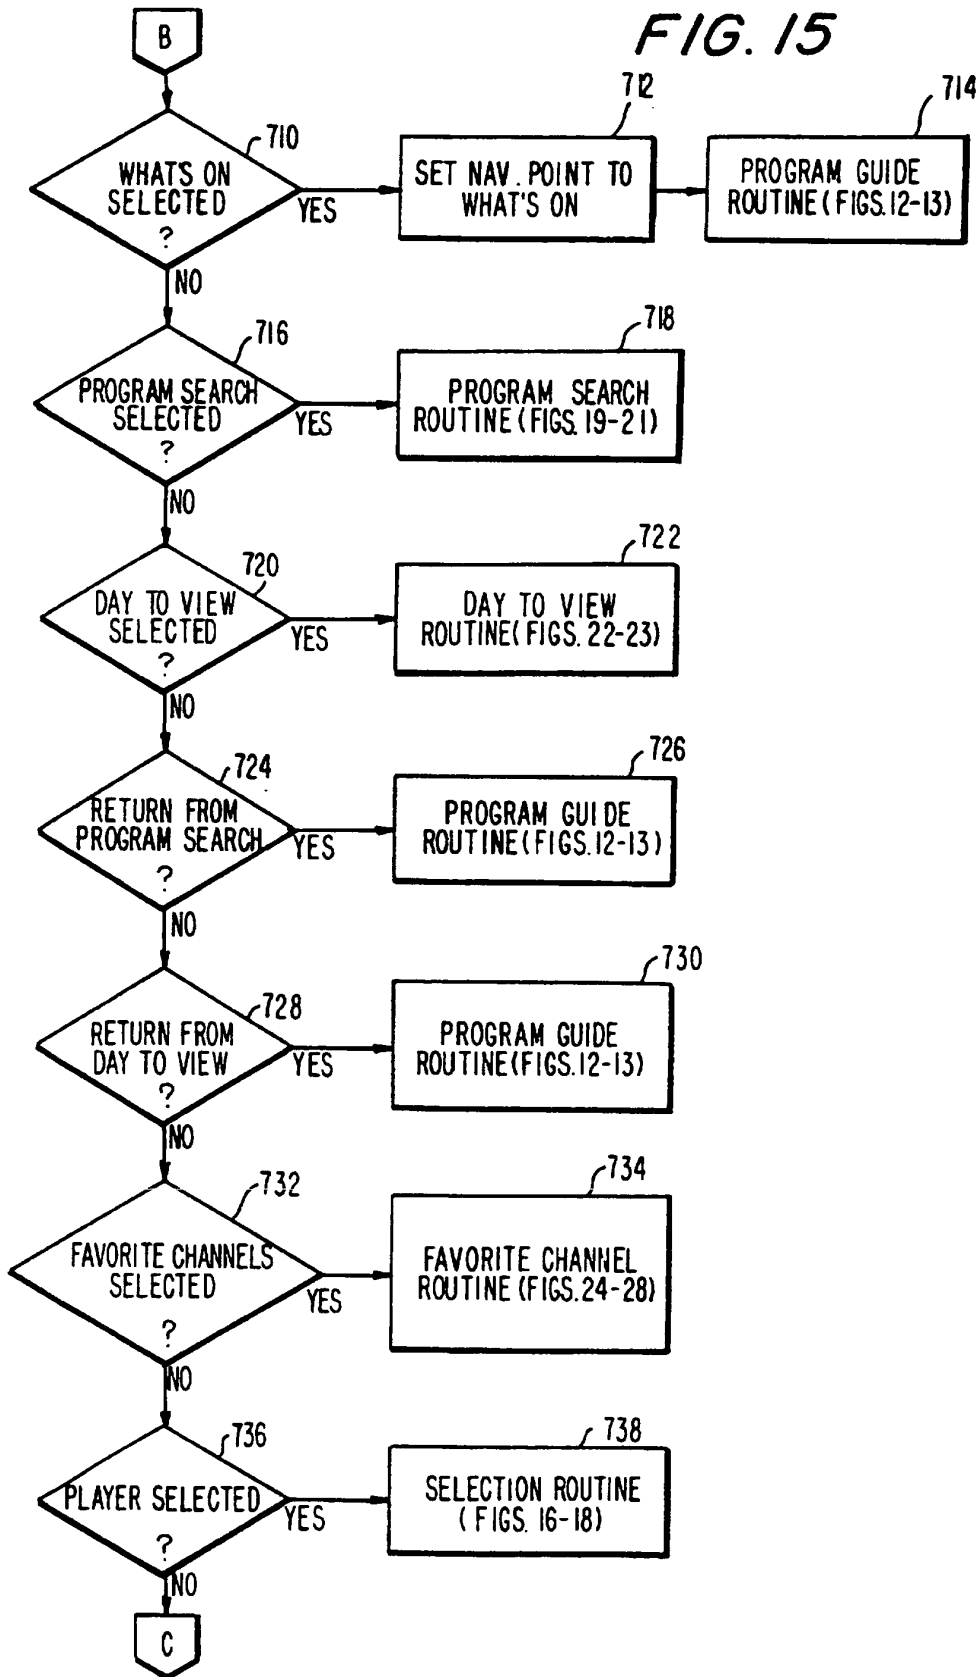 FIG. 15
B
710
WHAT'S ON
SELECTED
?
YES
NO
712
SET NAV. POINT TO
WHAT'S ON
714
PROGRAM GUIDE
ROUTINE (FIGS. 12-13)
716
PROGRAM SEARCH
SELECTED
?
YES
NO
718
PROGRAM SEARCH
ROUTINE (FIGS. 19-21)
720
DAY TO VIEW
SELECTED
?
YES
NO
722
DAY TO VIEW
ROUTINE (FIGS. 22-23)
724
RETURN FROM
PROGRAM SEARCH
?
YES
NO
726
PROGRAM GUIDE
ROUTINE (FIGS. 12-13)
728
RETURN FROM
DAY TO VIEW
?
YES
NO
730
PROGRAM GUIDE
ROUTINE (FIGS. 12-13)
732
FAVORITE CHANNELS
SELECTED
?
YES
NO
734
FAVORITE CHANNEL
ROUTINE (FIGS. 24-28)
736
PLAYER SELECTED
?
YES
NO
738
SELECTION ROUTINE
(FIGS. 16-18)
C